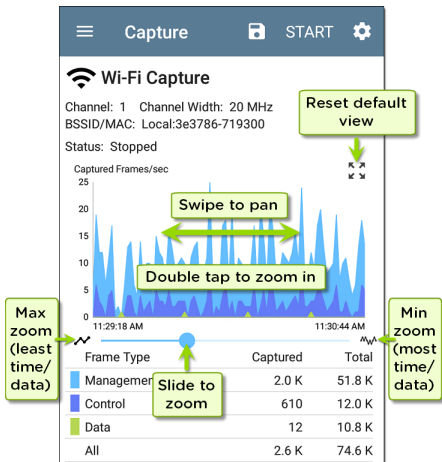 Capture
START
Wi-Fi Capture
Channel: 1 Channel Width: 20 MHz
BSSID/MAC: Local:3e3786-719300
Status: Stopped
Reset default
view
Captured Frames/sec
25
20
15
10
5
0
Swipe to pan
Double tap to zoom in
11:29:18 AM
11:30:44 AM
Max
zoom
(least
time/
data)
Min
zoom
(most
time/
data)
Slide to
zoom
Frame Type Captured Total
Managemen 2.0 K 51.8 K
Control 610 12.0 K
Data 12 10.8 K
All 2.6 K 74.6 K